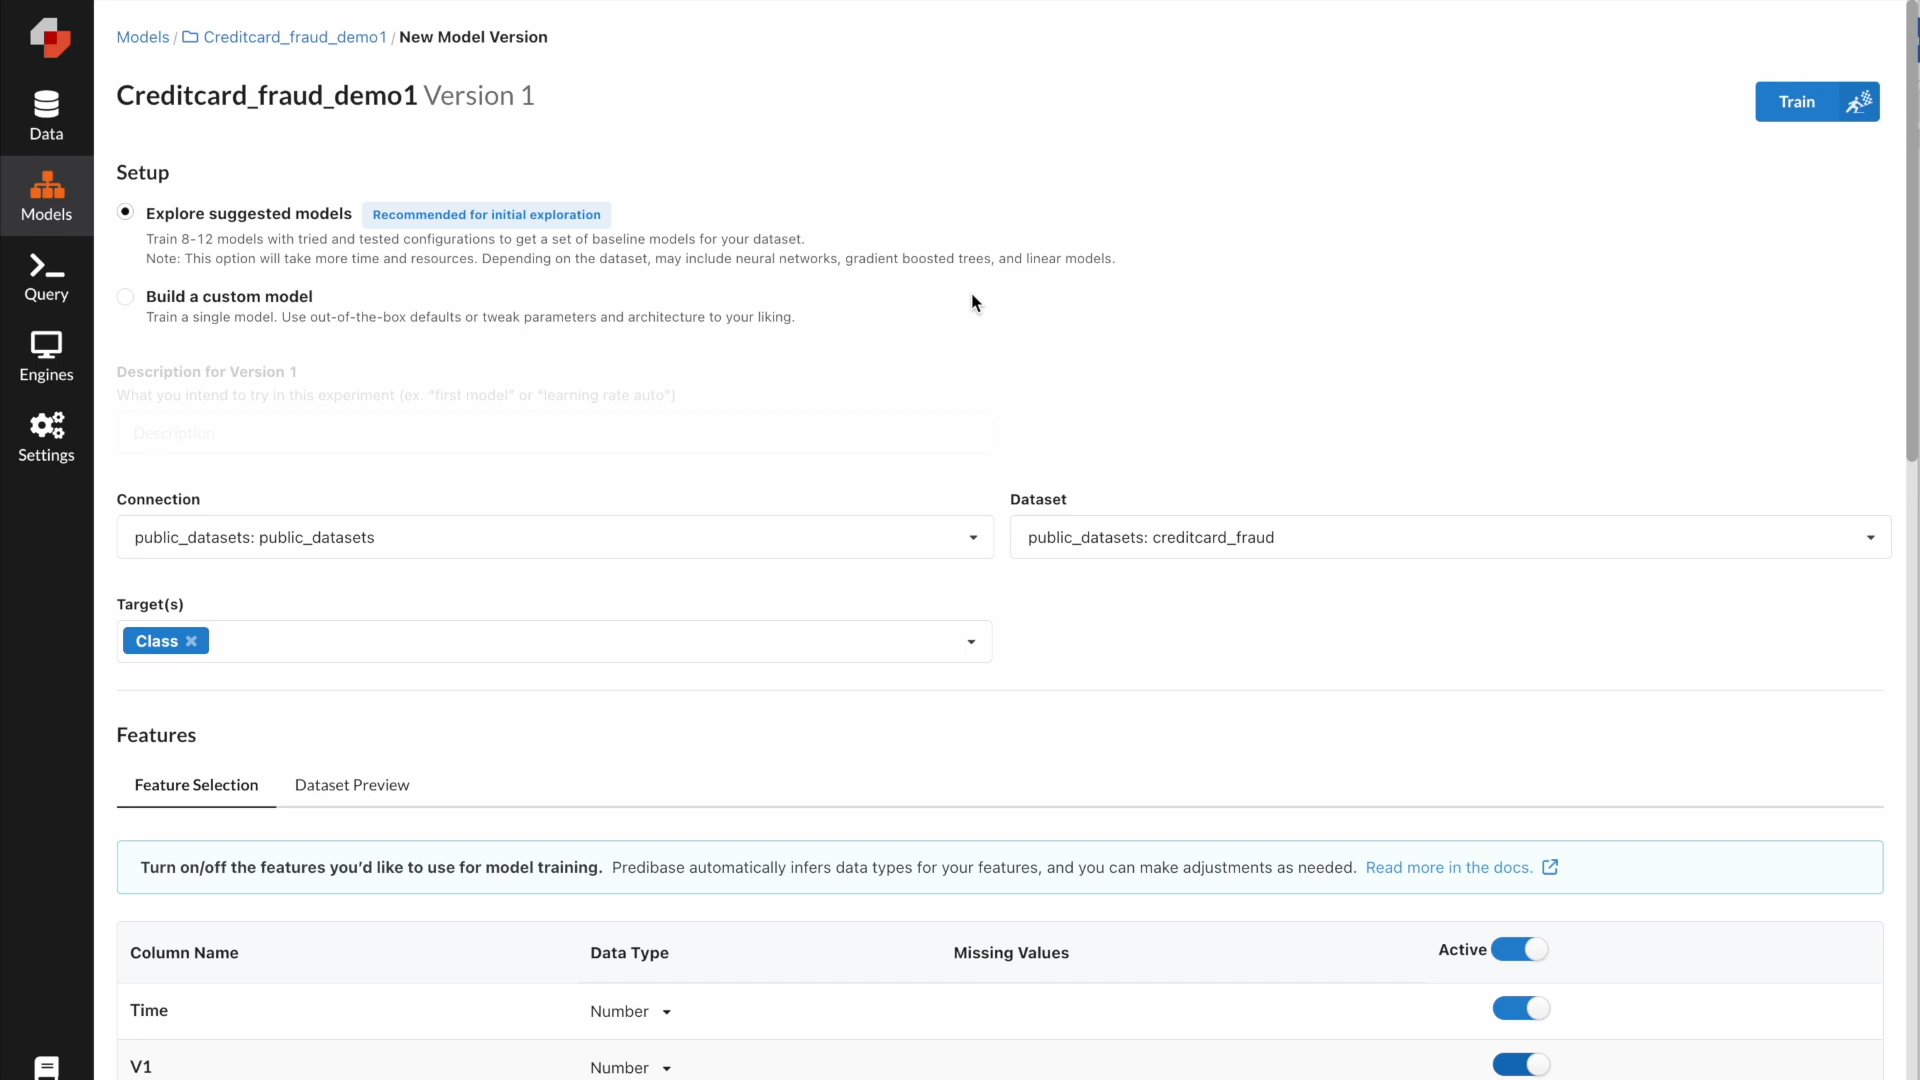 Models / Creditcard_fraud_demo1 / New Model Version
Creditcard_fraud_demo1 Version 1
Train
Data
Models
Query
Engines
Settings
Setup
Explore suggested models Recommended for initial exploration
Train 8-12 models with tried and tested configurations to get a set of baseline models for your dataset.
Note: This option will take more time and resources. Depending on the dataset, may include neural networks, gradient boosted trees, and linear models.
Build a custom model
Train a single model. Use out-of-the-box defaults or tweak parameters and architecture to your liking.
Description for Version 1
What you intend to try in this experiment (ex. "first model" or "learning rate auto")
Description
Connection
public_datasets: public_datasets
Dataset
public_datasets: creditcard_fraud
Target(s)
Class
Features
Feature Selection Dataset Preview
Turn on/off the features you'd like to use for model training. Predibase automatically infers data types for your features, and you can make adjustments as needed. Read more in the docs.
Column Name Data Type Missing Values Active
Time Number
V1 Number